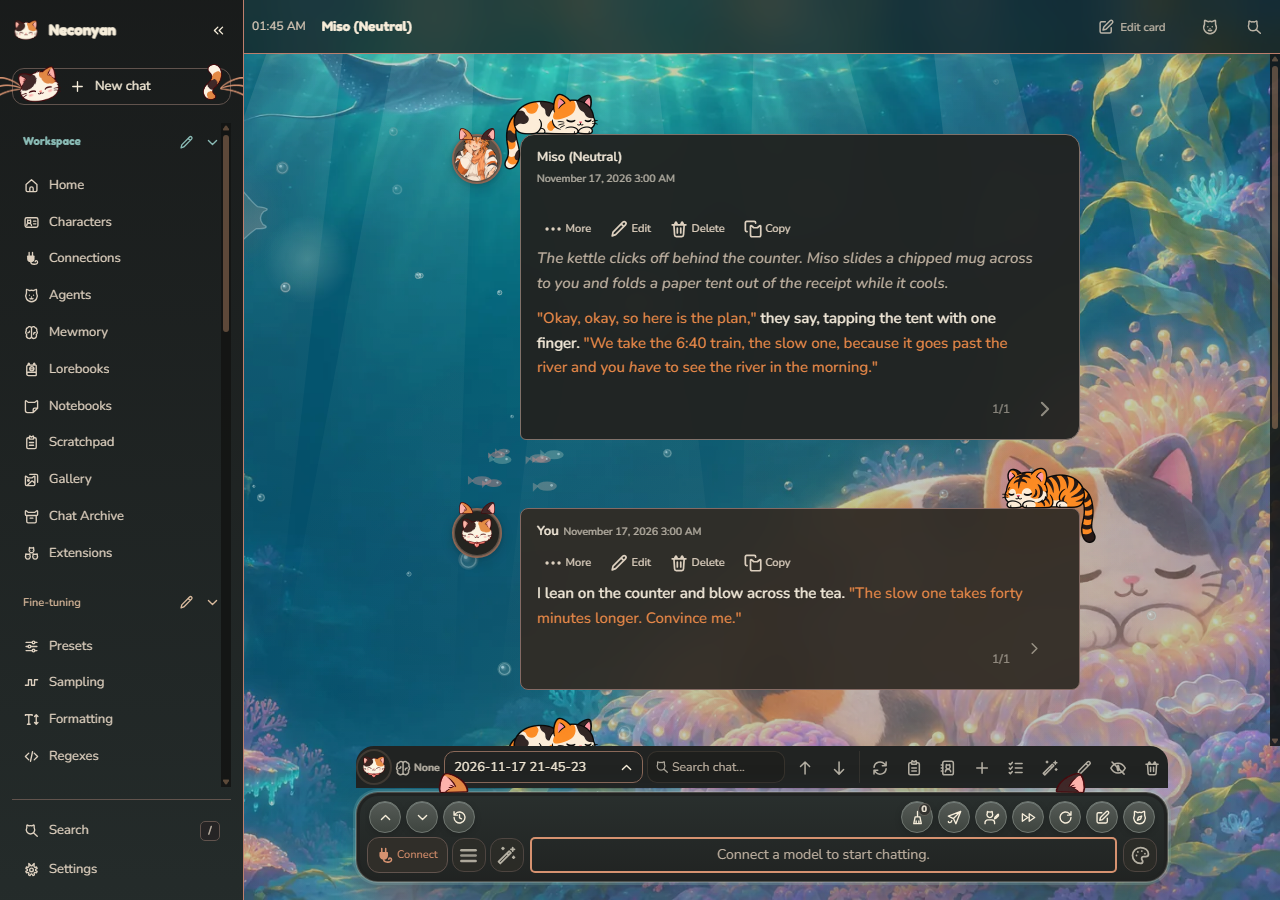 Neconyan
New chat
Workspace
Home
Characters
Connections
Agents
Mewmory
Lorebooks
Notebooks
Scratchpad
Gallery
Chat Archive
Extensions
Fine-tuning
Presets
Sampling
Formatting
Regexes
Search /
Settings
01:45 AM Miso (Neutral) Edit card
Miso (Neutral)
November 17, 2026 3:00 AM
More Edit Delete Copy
The kettle clicks off behind the counter. Miso slides a chipped mug across
to you and folds a paper tent out of the receipt while it cools.
"Okay, okay, so here is the plan," they say, tapping the tent with one
finger. "We take the 6:40 train, the slow one, because it goes past the
river and you have to see the river in the morning."
1/1
You November 17, 2026 3:00 AM
More Edit Delete Copy
I lean on the counter and blow across the tea. "The slow one takes forty
minutes longer. Convince me."
1/1
None 2026-11-17 21-45-23 Search chat...
0
Connect Connect a model to start chatting.